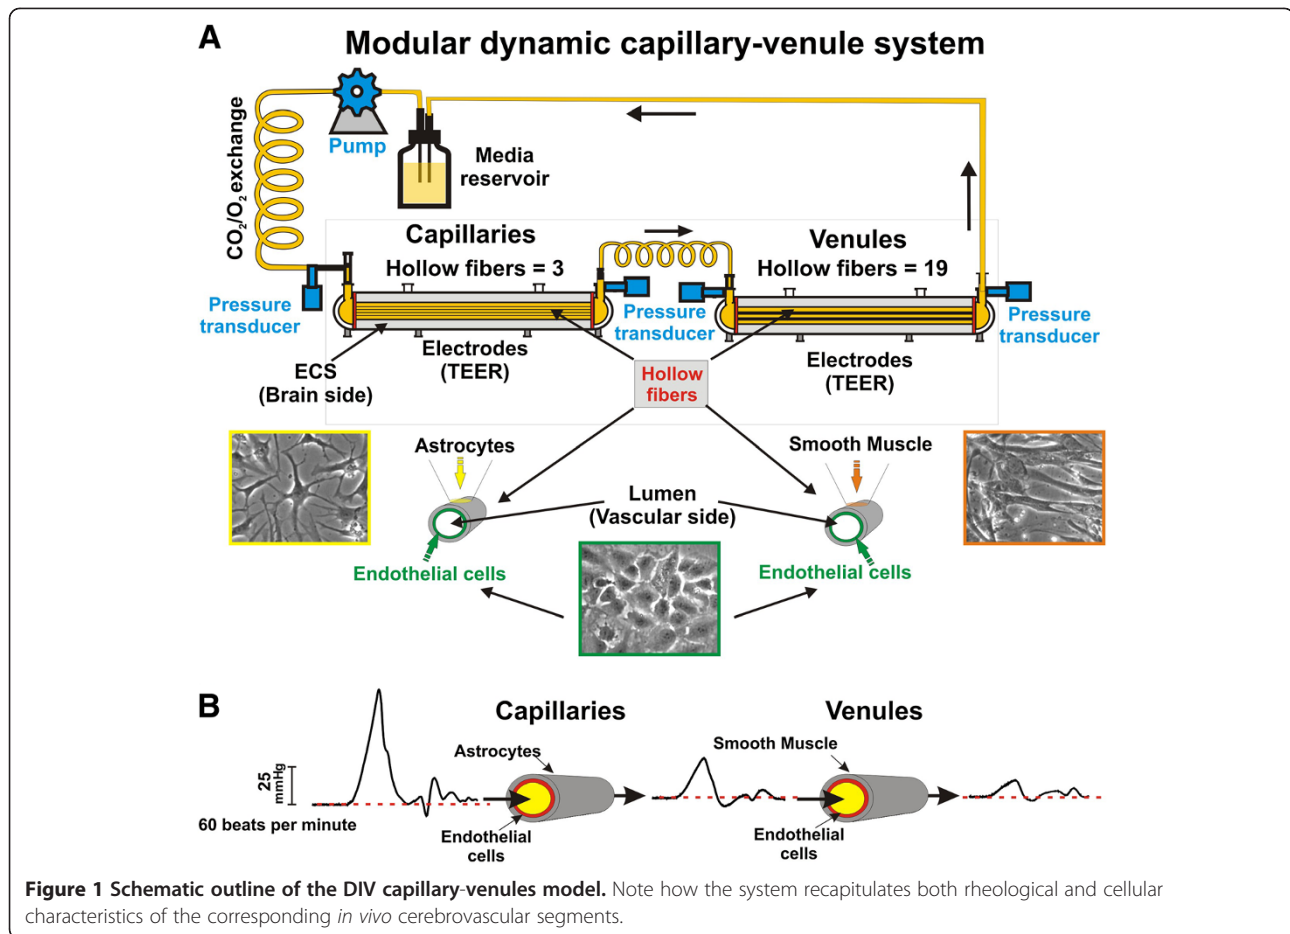 A
Modular dynamic capillary-venule system
CO2/O2 exchange
Pump
Media
reservoir
Capillaries
Hollow fibers = 3
Venules
Hollow fibers = 19
Pressure
transducer
Pressure
transducer
Pressure
transducer
Electrodes
(TEER)
Electrodes
(TEER)
ECS
(Brain side)
Hollow
fibers
Astrocytes
Smooth Muscle
Lumen
(Vascular side)
Endothelial cells
Endothelial cells
B
Capillaries
Venules
Astrocytes
Smooth Muscle
25
mmHg
60 beats per minute
Endothelial
cells
Endothelial
cells
Figure 1 Schematic outline of the DIV capillary-venules model. Note how the system recapitulates both rheological and cellular
characteristics of the corresponding in vivo cerebrovascular segments.